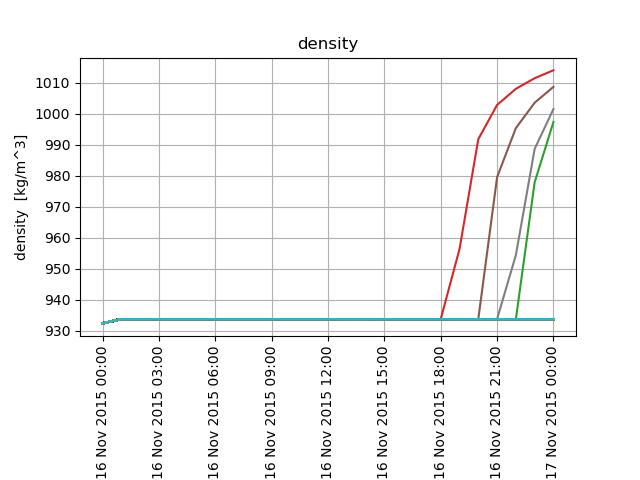 density
density [kg/m^3]
1010
1000
990
980
970
960
950
940
930
16 Nov 2015 00:00
16 Nov 2015 03:00
16 Nov 2015 06:00
16 Nov 2015 09:00
16 Nov 2015 12:00
16 Nov 2015 15:00
16 Nov 2015 18:00
16 Nov 2015 21:00
17 Nov 2015 00:00